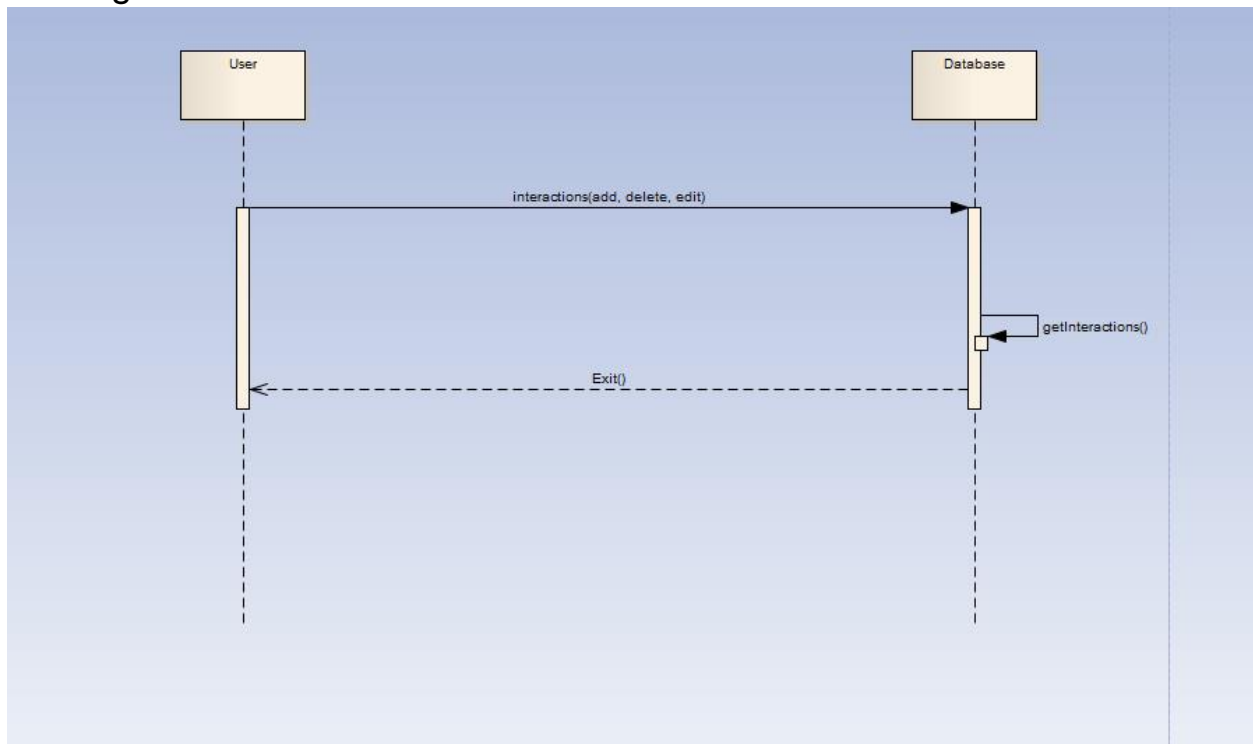 User
Database
interactions(add, delete, edit)
getInteractions()
Exit()